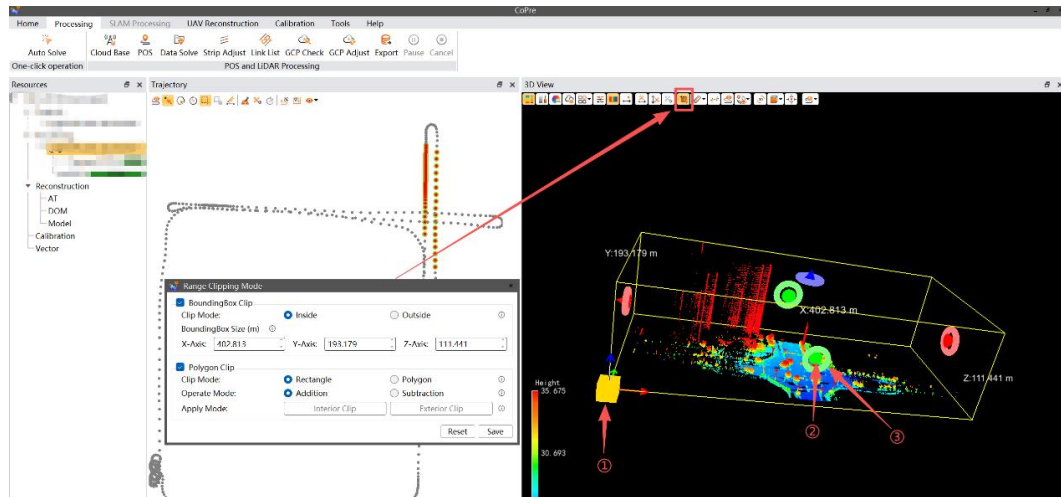 CoPre
Home Processing SLAM Processing UAV Reconstruction Calibration Tools Help
Auto Solve Cloud Base POS Data Solve Strip Adjust Link List GCP Check GCP Adjust Export Pause Cancel
One-click operation POS and LiDAR Processing
Resources Trajectory 3D View
Reconstruction
AT
DOM
Model
Calibration
Vector
Y:193.179 m
X:402.813 m
Z:111.441 m
Range Clipping Mode
BoundingBox Clip
Clip Mode: Inside Outside
BoundingBox Size (m)
X-Axis: 402.813 Y-Axis: 193.179 Z-Axis: 111.441
Polygon Clip
Clip Mode: Rectangle Polygon
Operate Mode: Addition Subtraction
Apply Mode: Interior Clip Exterior Clip
Reset Save
Height
35.675
30.693
① ② ③